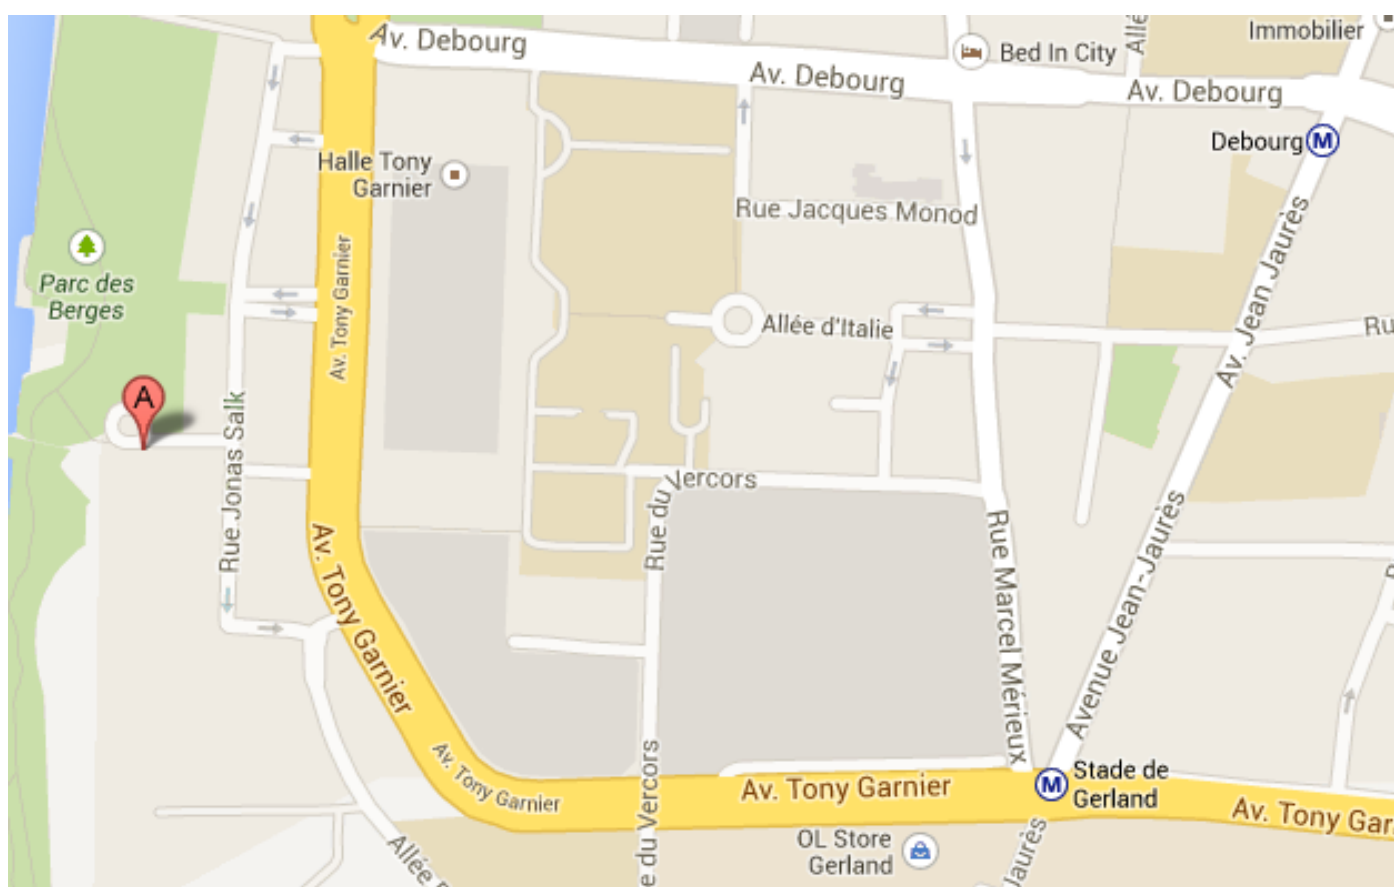 Av. Debourg
Av. Debourg
Av. Debourg
Bed In City
Allé
Immobilier
Debourg
M
Halle Tony
Garnier
Rue Jacques Monod
Parc des
Berges
Av. Tony Garnier
Allée d'Italie
Av. Jean Jaurès
Ru
A
Rue Jonas Salk
Rue du Vercors
Av. Tony Garnier
Rue Marcel Mérieux
Avenue Jean-Jaurès
Av. Tony Garnier
e du Vercors
Av. Tony Garnier
M
Stade de
Gerland
Av. Tony Gar
OL Store
Gerland
Jaurès
Allée